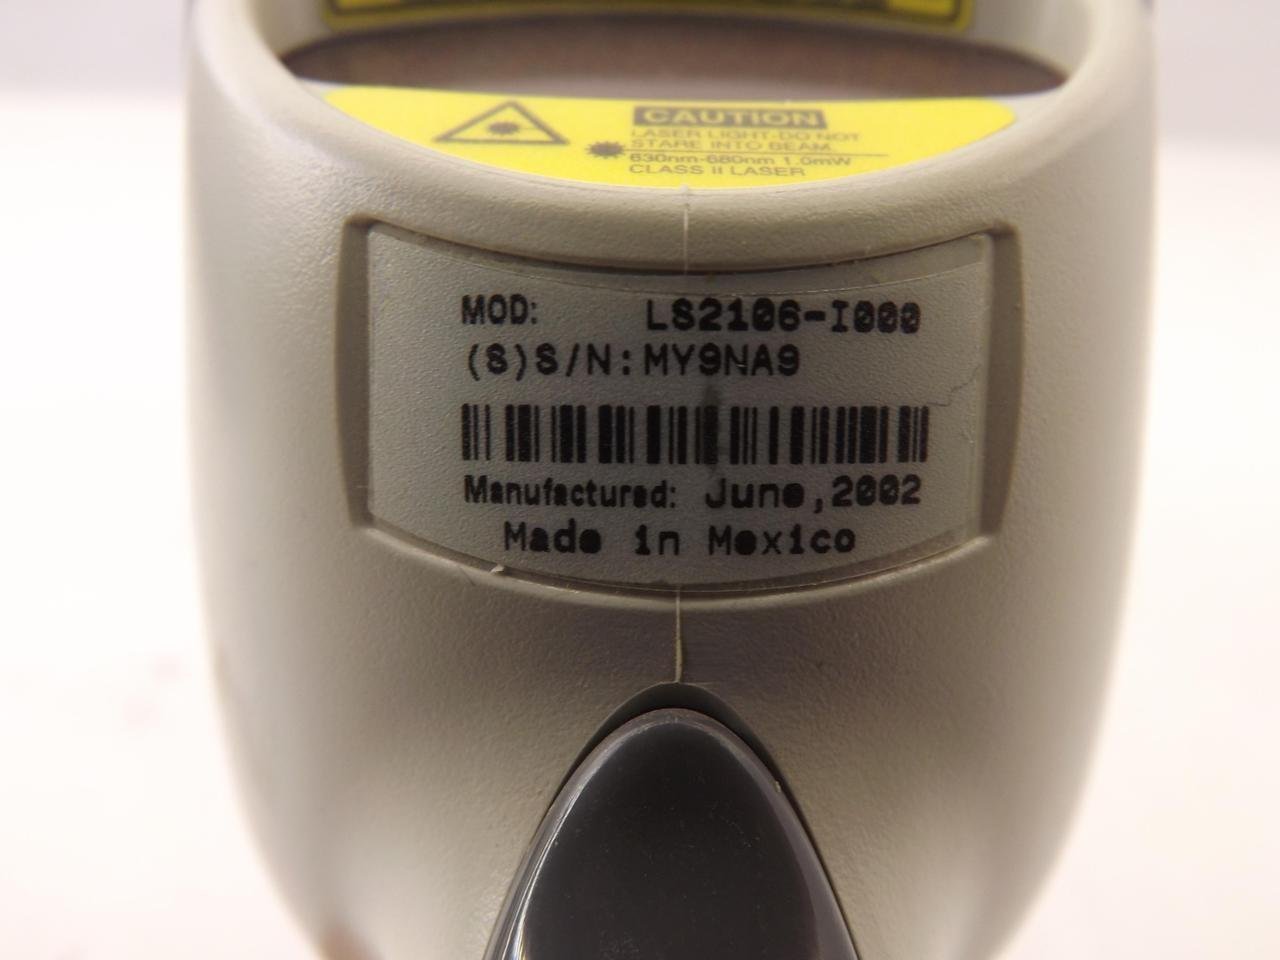 CAUTION
LASER LIGHT-DO NOT
STARE INTO BEAM.
630nm-680nm 1.0mW
CLASS II LASER
MOD: LS2106-I000
(S)S/N: MY9NA9
Manufactured: June,2002
Made in Mexico